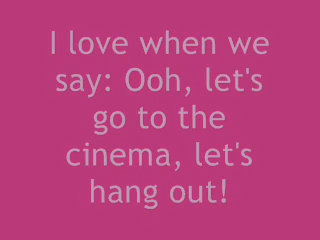 I love when we
say: Ooh, let's
go to the
cinema, let's
hang out!